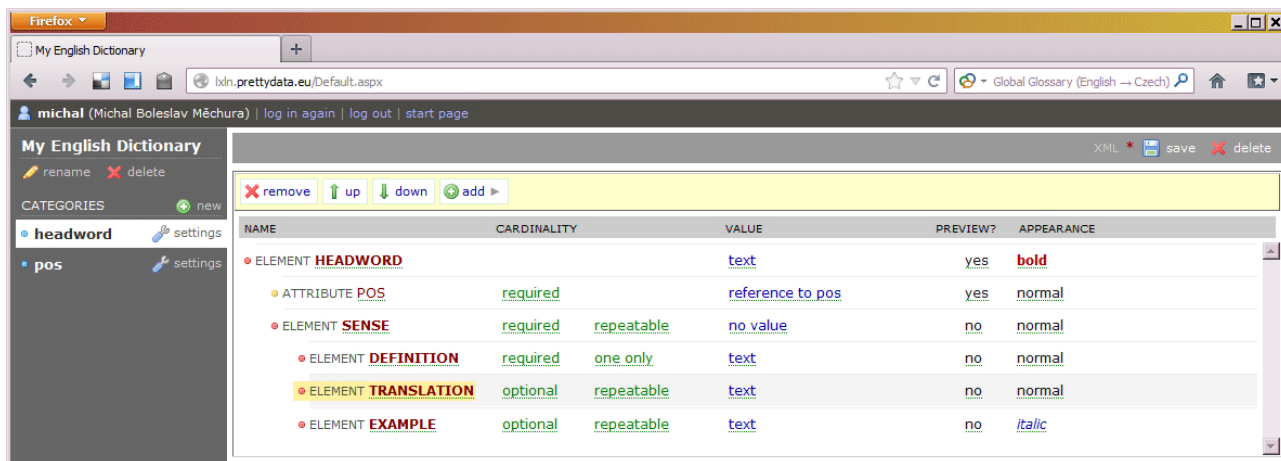 Firefox
My English Dictionary
lxln.prettydata.eu/Default.aspx Global Glossary (English → Czech)
michal (Michal Boleslav Měchura) | log in again | log out | start page
My English Dictionary XML * save delete
rename delete
remove up down add
CATEGORIES new
NAME CARDINALITY VALUE PREVIEW? APPEARANCE
headword settings
ELEMENT HEADWORD text yes bold
pos settings
ATTRIBUTE POS required reference to pos yes normal
ELEMENT SENSE required repeatable no value no normal
ELEMENT DEFINITION required one only text no normal
ELEMENT TRANSLATION optional repeatable text no normal
ELEMENT EXAMPLE optional repeatable text no italic